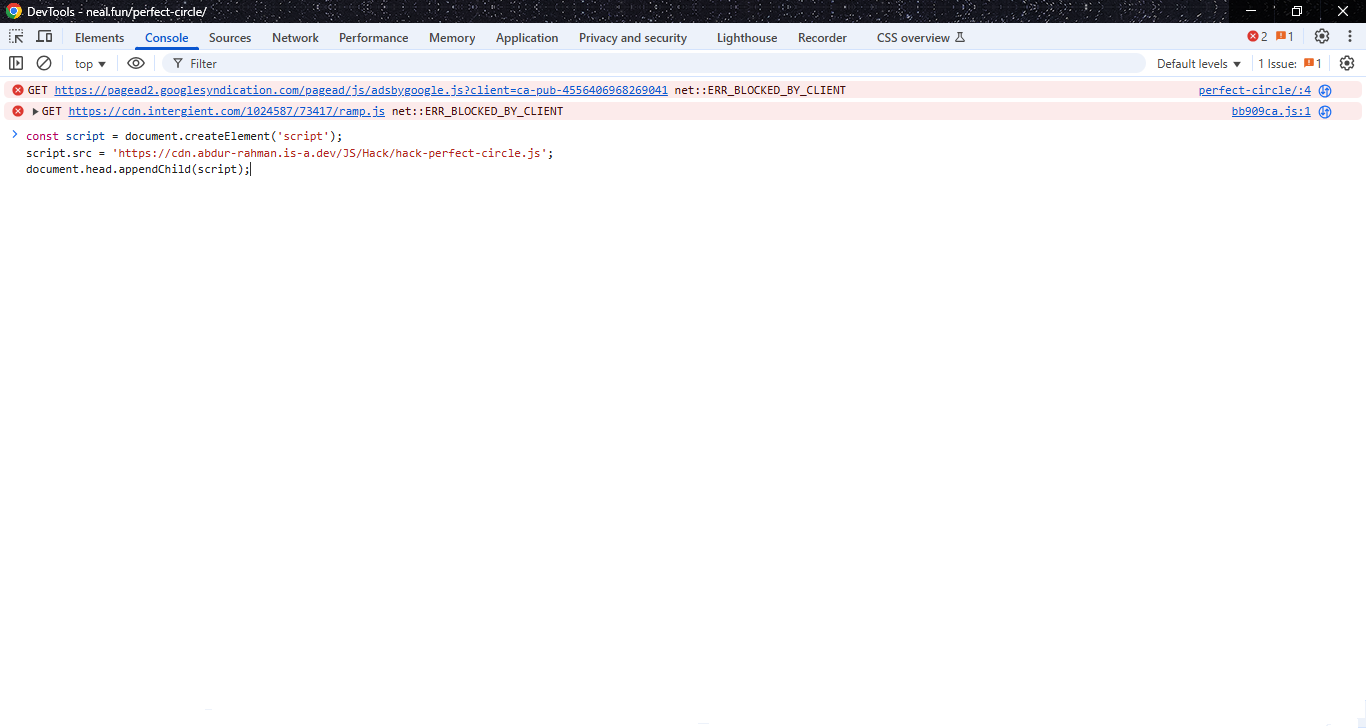 DevTools - neal.fun/perfect-circle/
Elements Console Sources Network Performance Memory Application Privacy and security Lighthouse Recorder CSS overview 2 1
top Filter Default levels 1 Issue: 1
GET https://pagead2.googlesyndication.com/pagead/js/adsbygoogle.js?client=ca-pub-4556406968269041 net::ERR_BLOCKED_BY_CLIENT perfect-circle/:4
GET https://cdn.intergient.com/1024587/73417/ramp.js net::ERR_BLOCKED_BY_CLIENT bb909ca.js:1
const script = document.createElement('script');
script.src = 'https://cdn.abdur-rahman.is-a.dev/JS/Hack/hack-perfect-circle.js';
document.head.appendChild(script);